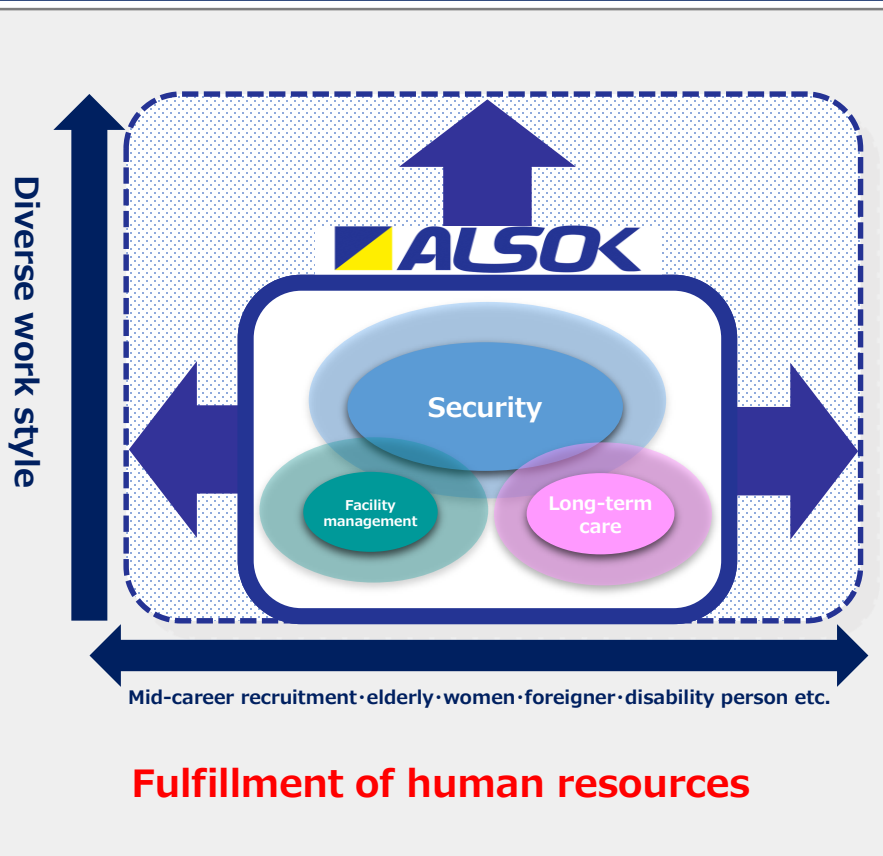 Diverse work style
ALSOK
Security
Facility
management
Long-term
care
Mid-career recruitment・elderly・women・foreigner・disability person etc.
Fulfillment of human resources